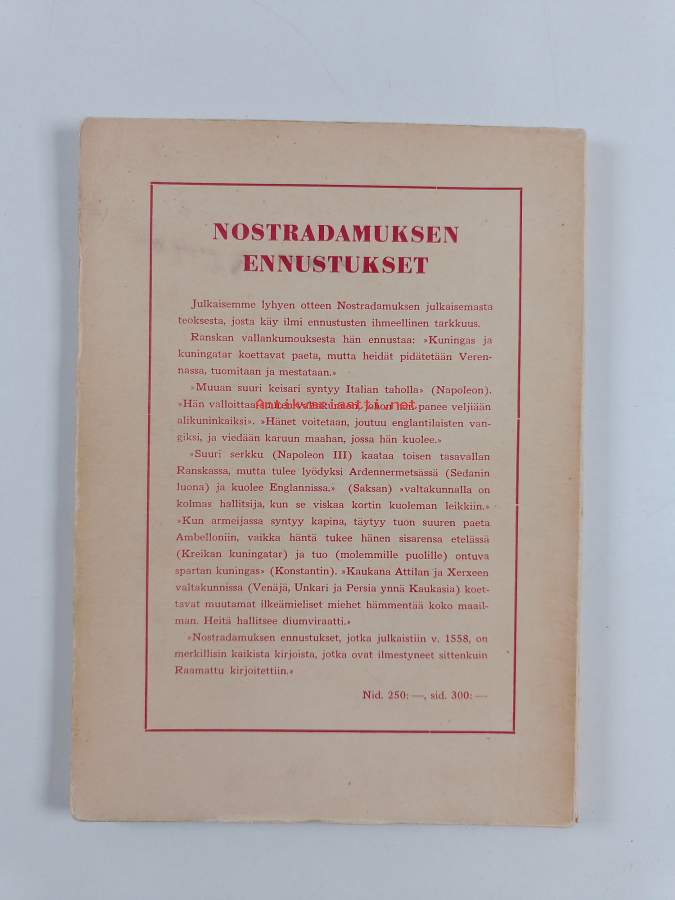 NOSTRADAMUKSEN
ENNUSTUKSET
Julkaisemme lyhyen otteen Nostradamuksen julkaisemasta
teoksesta, josta käy ilmi ennustusten ihmeellinen tarkkuus.
Ranskan vallankumouksesta hän ennustaa: »Kuningas ja
kuningatar koettavat paeta, mutta heidät pidätetään Veren-
nassa, tuomitaan ja mestataan.»
»Muuan suuri keisari syntyy Italian taholla» (Napoleon).
»Hän valloittaa hän panee veljiään
Antikvariaatti.net
alikuninkaiksi». »Hänet voitetaan, joutuu englantilaisten van-
giksi, ja viedään karuun maahan, jossa hän kuolee.»
»Suuri serkku (Napoleon III) kaataa toisen tasavallan
Ranskassa, mutta tulee lyödyksi Ardennermetsässä (Sedanin
luona) ja kuolee Englannissa.» (Saksan) »valtakunnalla on
kolmas hallitsija, kun se viskaa kortin kuoleman leikkiin.»
»Kun armeijassa syntyy kapina, täytyy tuon suuren paeta
Ambelloniin, vaikka häntä tukee hänen sisarensa etelässä
(Kreikan kuningatar) ja tuo (molemmille puolille) ontuva
spartan kuningas» (Konstantin). »Kaukana Attilan ja Xerxeen
valtakunnissa (Venäjä, Unkari ja Persia ynnä Kaukasia) koet-
tavat muutamat ilkeämieliset miehet hämmentää koko maail-
man. Heitä hallitsee diumviraatti.»
»Nostradamuksen ennustukset, jotka julkaistiin v. 1558, on
merkillisin kaikista kirjoista, jotka ovat ilmestyneet sittenkuin
Raamattu kirjoitettiin.»
Nid. 250: —, sid. 300: —